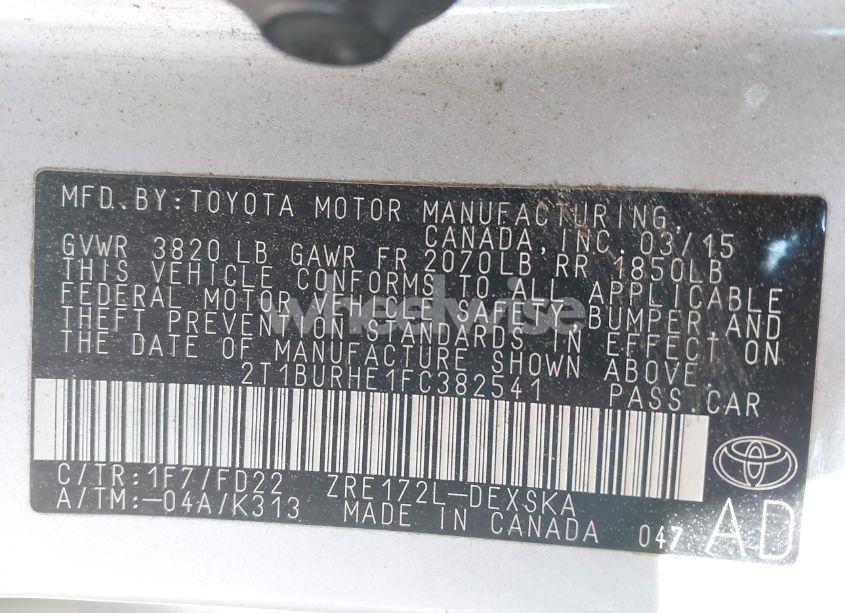 MFD. BY: TOYOTA MOTOR MANUFACTURING,
CANADA, INC. 03/15
GVWR 3820 LB GAWR FR 2070LB RR 1850LB
THIS VEHICLE CONFORMS TO ALL APPLICABLE
FEDERAL MOTOR VEHICLE SAFETY, BUMPER AND
THEFT PREVENTION STANDARDS IN EFFECT ON
THE DATE OF MANUFACTURE SHOWN ABOVE.
2T1BURHE1FC382541 PASS CAR
C/TR: 1F7/FD22 ZRE172L-DEXSKA
A/TM: -04A/K313 MADE IN CANADA 047 AD
wheelwise